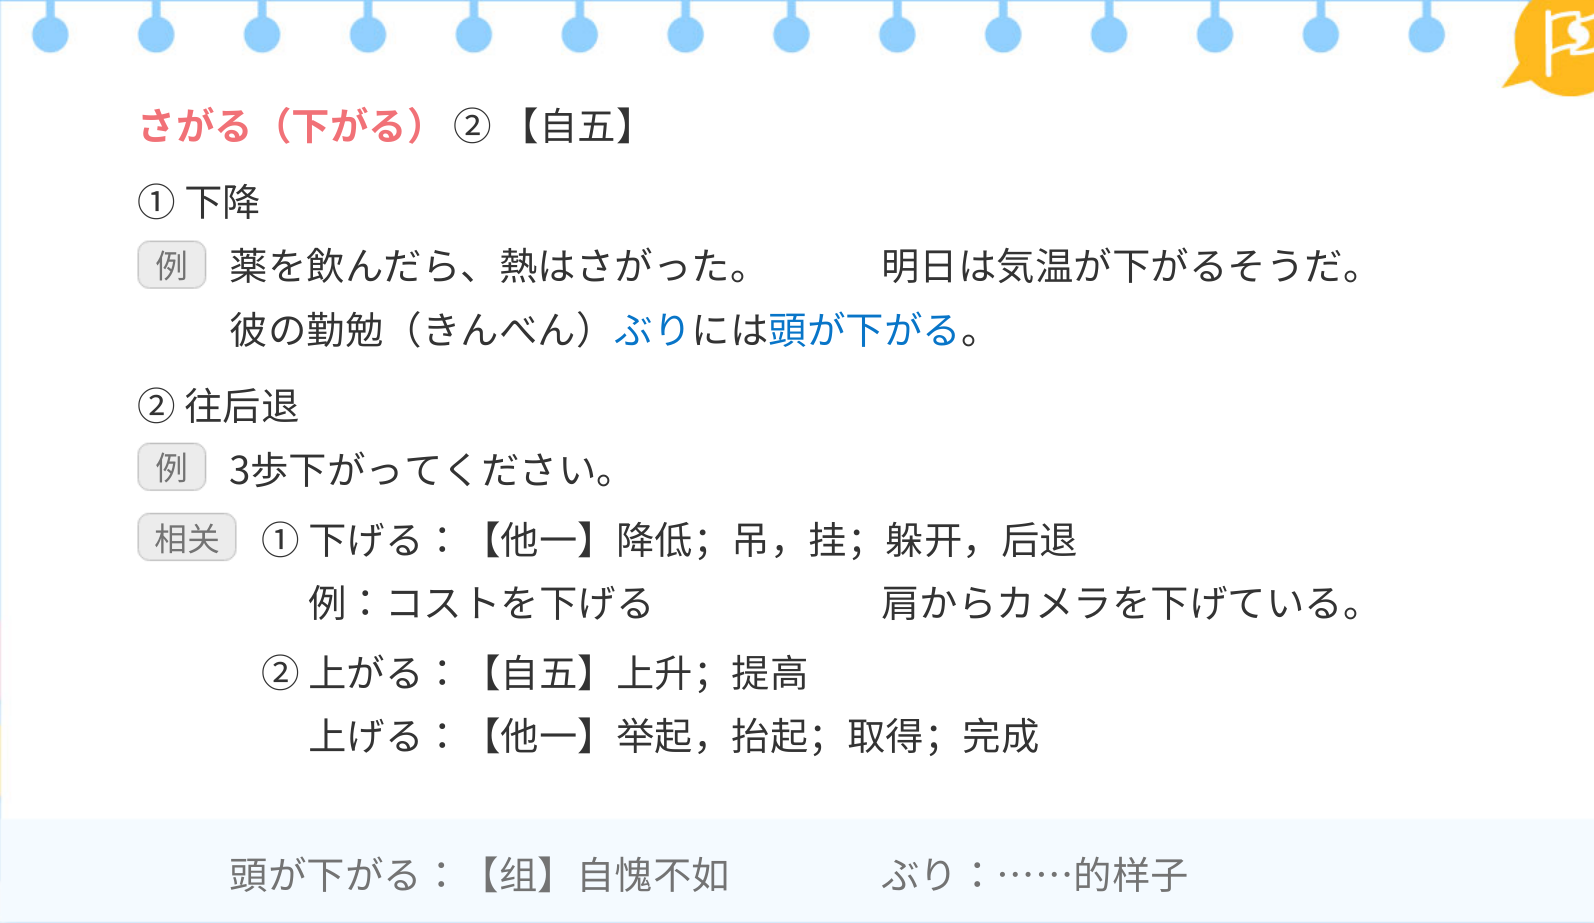 さがる（下がる）② 【自五】
① 下降
例 薬を飲んだら、熱はさがった。 明日は気温が下がるそうだ。
彼の勤勉（きんべん）ぶりには頭が下がる。
② 往后退
例 3歩下がってください。
相关 ① 下げる：【他一】降低；吊，挂；躲开，后退
例：コストを下げる 肩からカメラを下げている。
② 上がる：【自五】上升；提高
上げる：【他一】举起，抬起；取得；完成
頭が下がる：【组】自愧不如 ぶり：……的样子